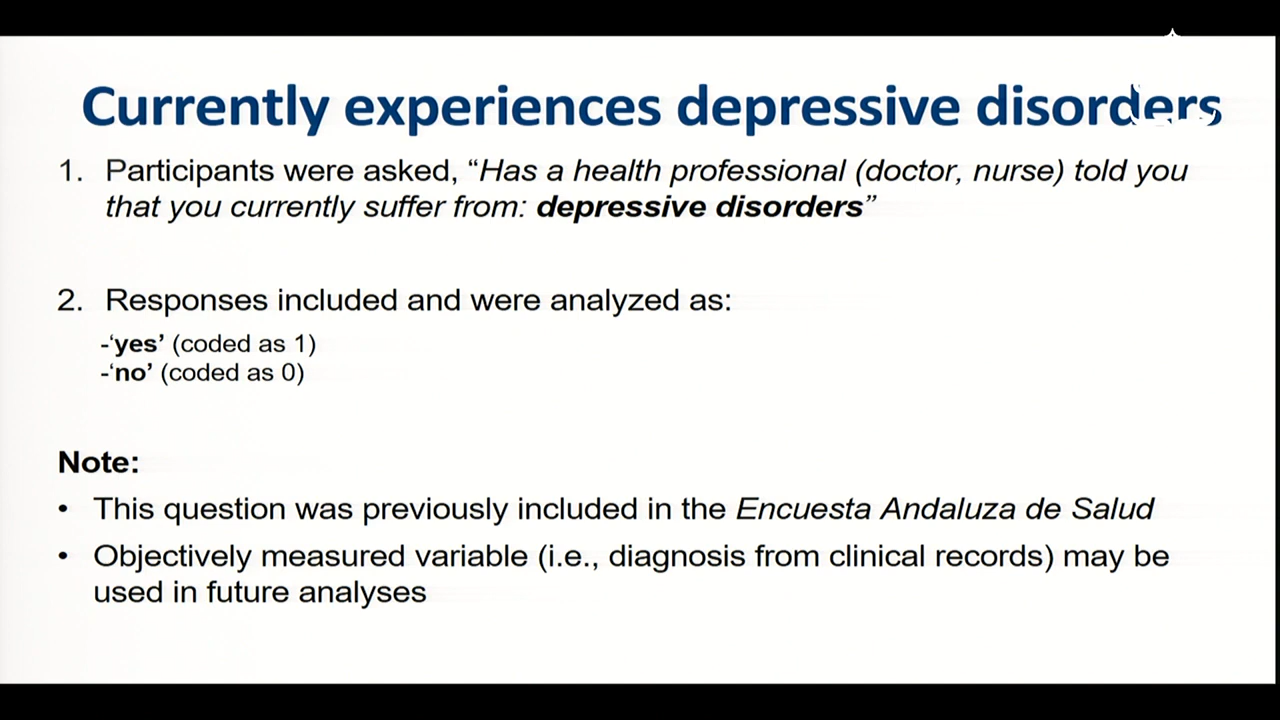 Currently experiences depressive disorders
1. Participants were asked, “Has a health professional (doctor, nurse) told you
that you currently suffer from: depressive disorders”
2. Responses included and were analyzed as:
-‘yes’ (coded as 1)
-‘no’ (coded as 0)
Note:
• This question was previously included in the Encuesta Andaluza de Salud
• Objectively measured variable (i.e., diagnosis from clinical records) may be
used in future analyses